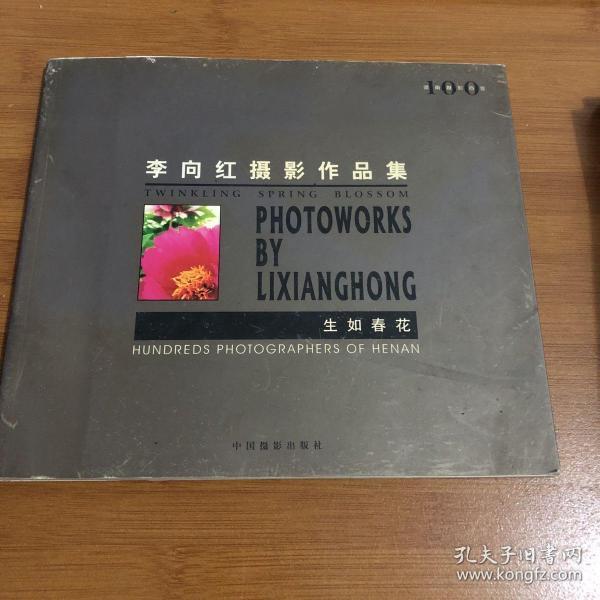 100
李向红摄影作品集
TWINKLING SPRING BLOSSOM
PHOTOWORKS
BY
LIXIANGHONG
生如春花
HUNDREDS PHOTOGRAPHERS OF HENAN
中国摄影出版社
孔夫子旧书网
www.kongfz.com